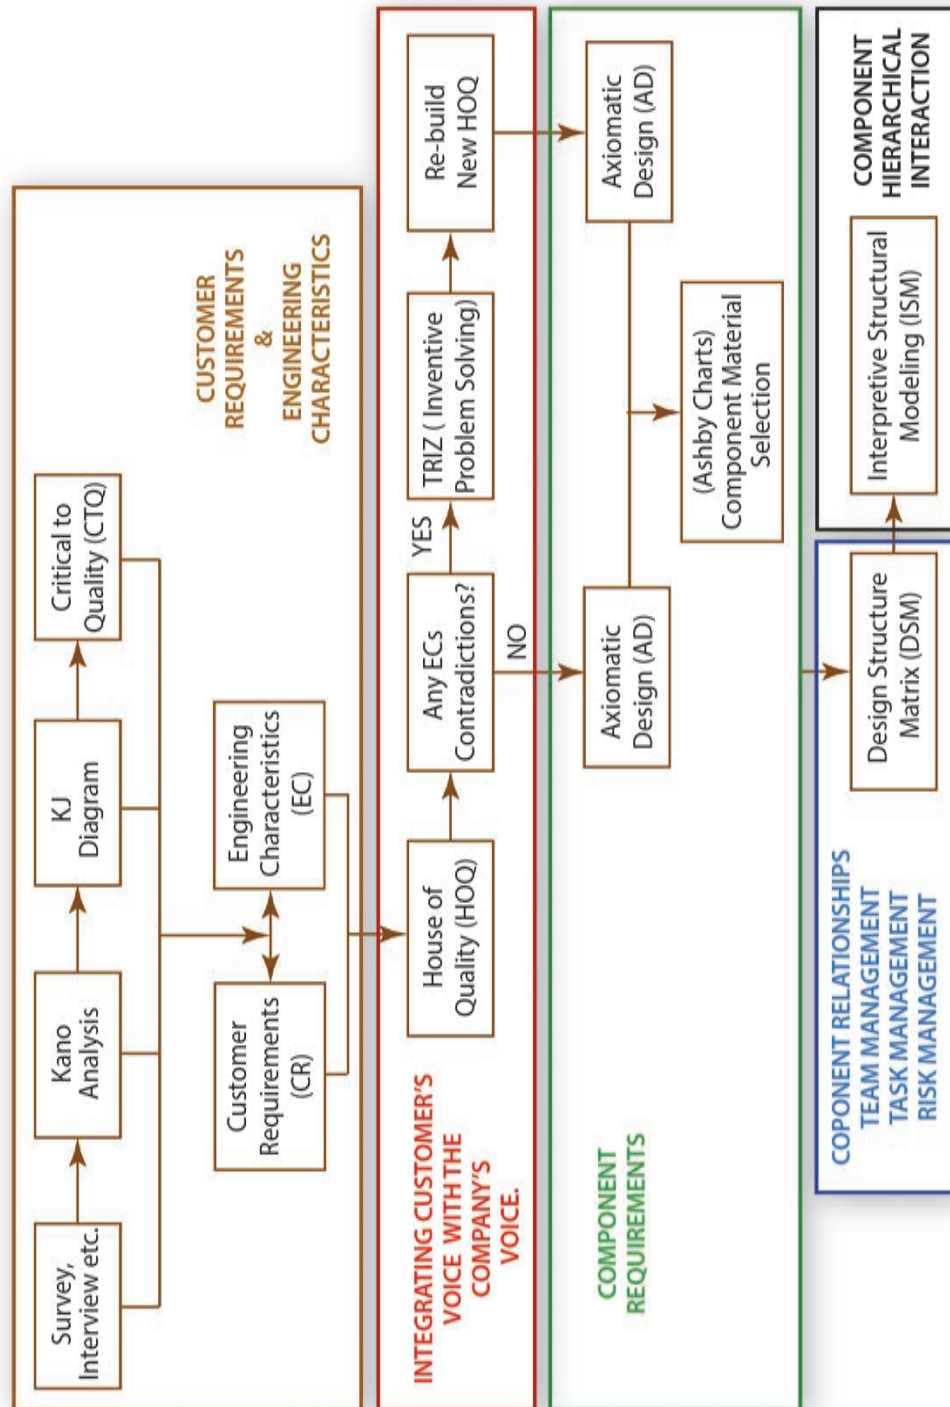 Survey,
Interview etc.
Kano
Analysis
KJ
Diagram
Critical to
Quality (CTQ)
Customer
Requirements
(CR)
Engineering
Characteristics
(EC)
CUSTOMER
REQUIREMENTS
&
ENGINEERING
CHARACTERISTICS
INTEGRATING CUSTOMER'S
VOICE WITH THE
COMPANY'S
VOICE.
House of
Quality (HOQ)
Any ECs
Contradictions?
YES
NO
TRIZ ( Inventive
Problem Solving)
Re-build
New HOQ
COMPONENT
REQUIREMENTS
Axiomatic
Design (AD)
Axiomatic
Design (AD)
(Ashby Charts)
Component Material
Selection
COPONENT RELATIONSHIPS
TEAM MANAGEMENT
TASK MANAGEMENT
RISK MANAGEMENT
Design Structure
Matrix (DSM)
Interpretive Structural
Modeling (ISM)
COMPONENT
HIERARCHICAL
INTERACTION